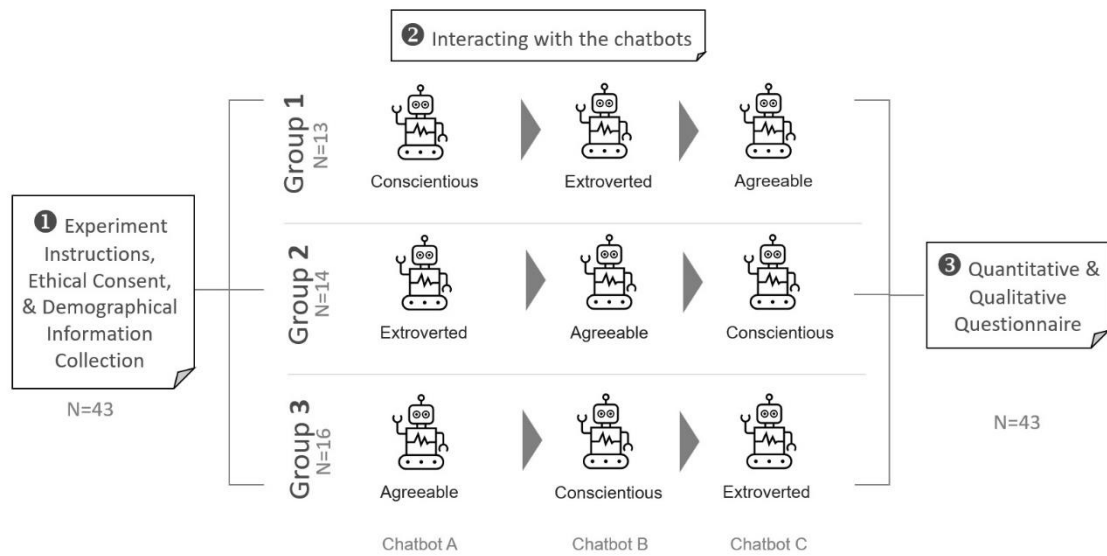 ❷ Interacting with the chatbots
❶ Experiment
Instructions,
Ethical Consent,
& Demographical
Information
Collection
N=43
Group 1
N=13
Conscientious
Extroverted
Agreeable
Group 2
N=14
Extroverted
Agreeable
Conscientious
Group 3
N=16
Agreeable
Conscientious
Extroverted
Chatbot A
Chatbot B
Chatbot C
❸ Quantitative &
Qualitative
Questionnaire
N=43